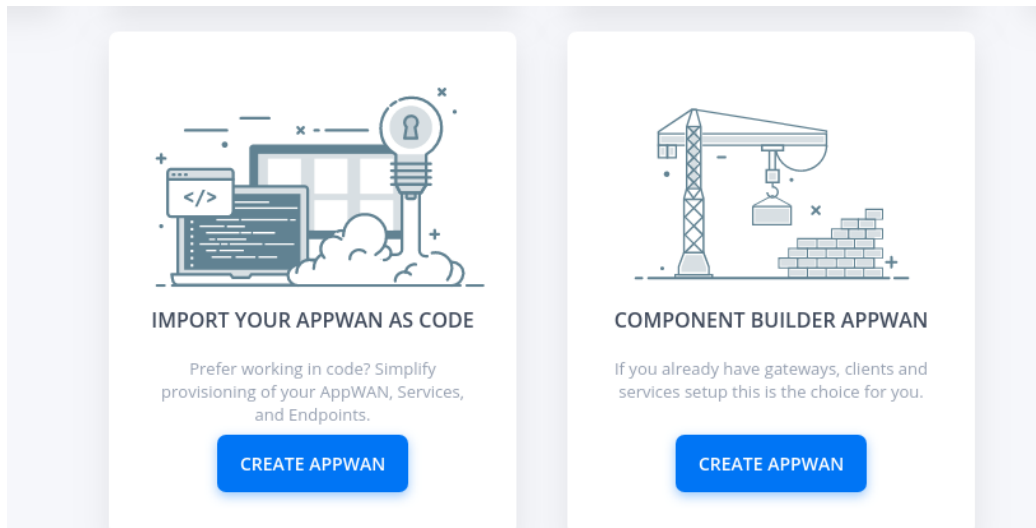 </>
IMPORT YOUR APPWAN AS CODE
Prefer working in code? Simplify
provisioning of your AppWAN, Services,
and Endpoints.
CREATE APPWAN
COMPONENT BUILDER APPWAN
If you already have gateways, clients and
services setup this is the choice for you.
CREATE APPWAN